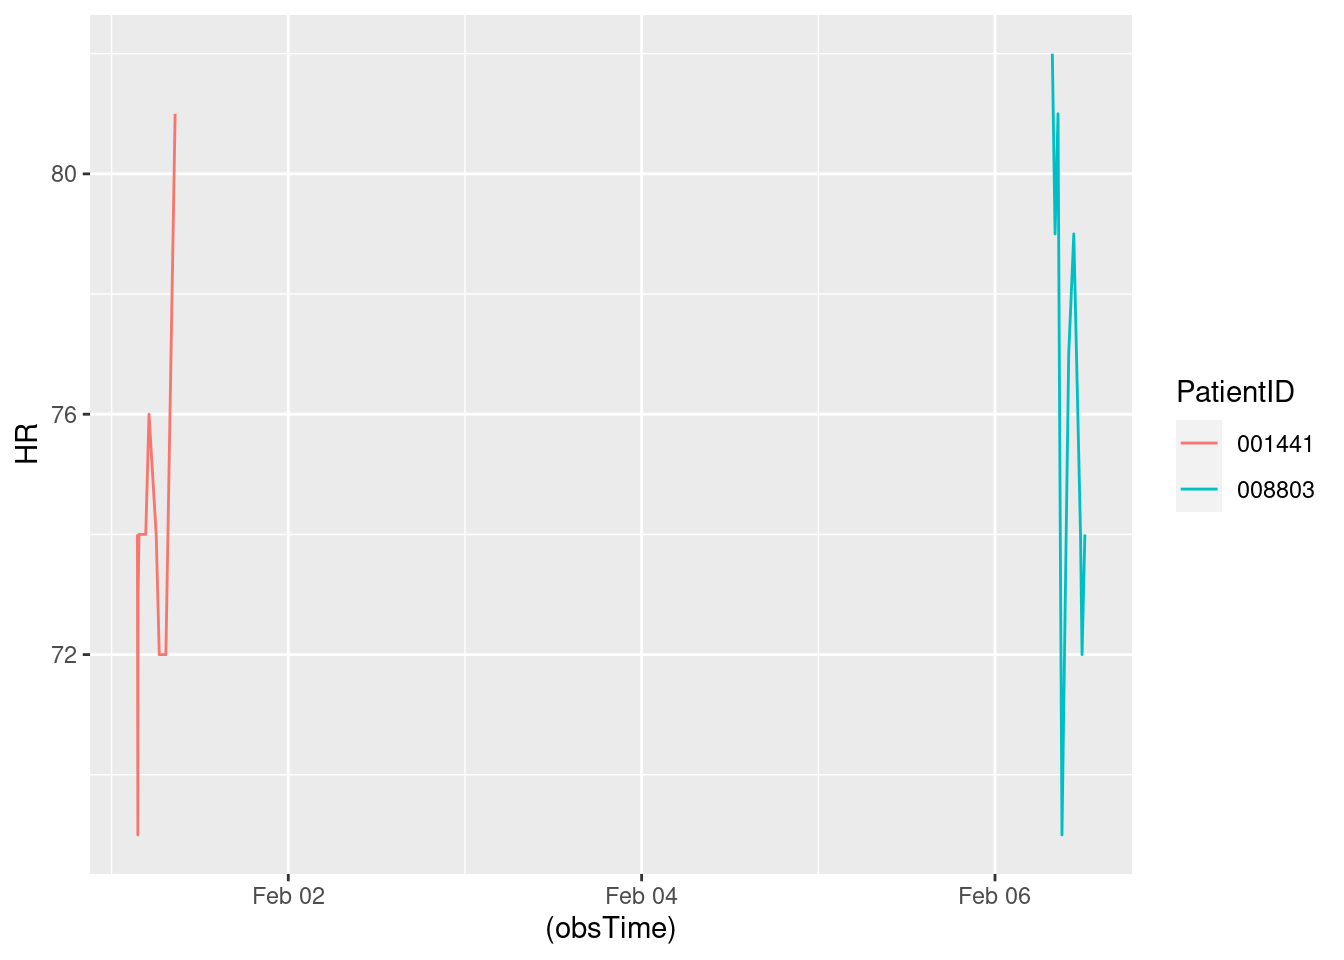 80
76
72
HR
Feb 02
Feb 04
Feb 06
(obsTime)
PatientID
001441
008803